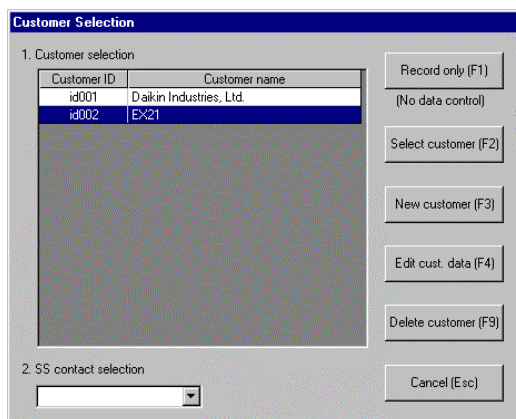 Customer Selection
1. Customer selection
Customer ID Customer name
id001 Daikin Industries, Ltd.
id002 EX21
Record only (F1)
(No data control)
Select customer (F2)
New customer (F3)
Edit cust. data (F4)
Delete customer (F9)
2. SS contact selection
Cancel (Esc)